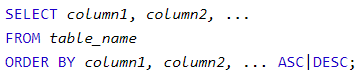 SELECT column1, column2, ...
FROM table_name
ORDER BY column1, column2, ... ASC|DESC;